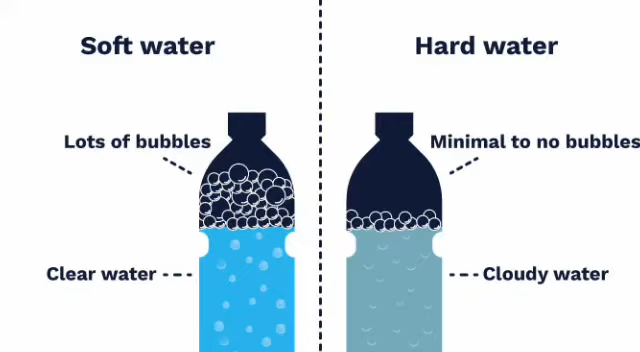 Soft water
Hard water
Lots of bubbles
Minimal to no bubbles
Clear water
Cloudy water